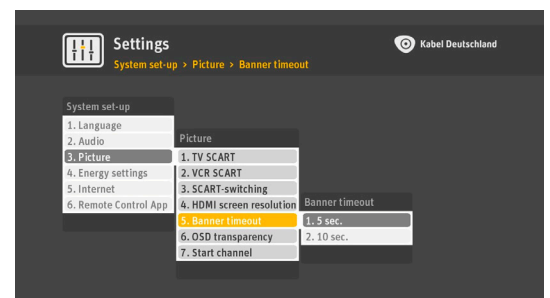 Settings
Kabel Deutschland
System set-up > Picture > Banner timeout
System set-up
1. Language
2. Audio
3. Picture
4. Energy settings
5. Internet
6. Remote Control App
Picture
1. TV SCART
2. VCR SCART
3. SCART-switching
4. HDMI screen resolution
5. Banner timeout
6. OSD transparency
7. Start channel
Banner timeout
1. 5 sec.
2. 10 sec.